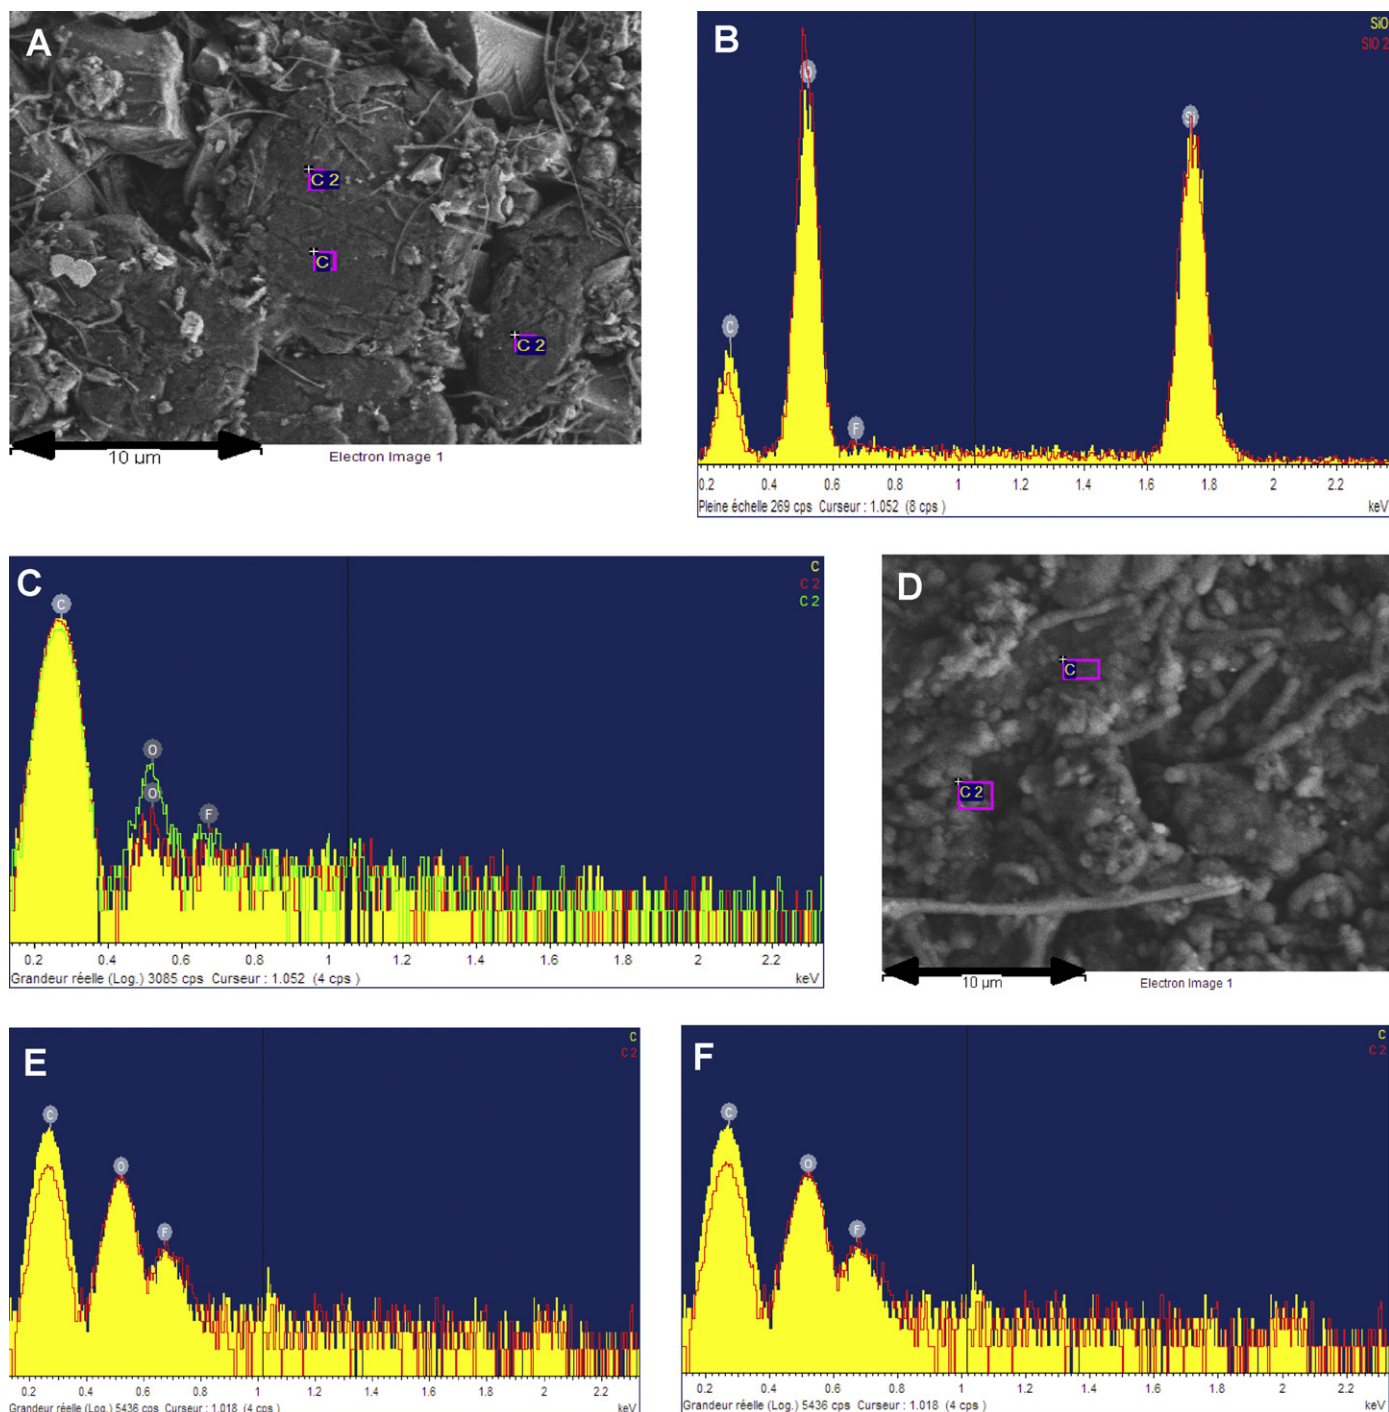 A
C 2
C
C 2
10 µm
Electron Image 1
B
SiO
SIO 2
O
Si
C
F
0.2 0.4 0.6 0.8 1 1.2 1.4 1.6 1.8 2 2.2
Pleine échelle 269 cps Curseur : 1.052 (8 cps )
keV
C
C
C 2
C 2
C
O
O
F
0.2 0.4 0.6 0.8 1 1.2 1.4 1.6 1.8 2 2.2
Grandeur réelle (Log.) 3085 cps Curseur : 1.052 (4 cps )
keV
D
C
C 2
10 µm
Electron Image 1
E
C
C 2
C
O
F
0.2 0.4 0.6 0.8 1 1.2 1.4 1.6 1.8 2 2.2
Grandeur réelle (Log.) 5436 cps Curseur : 1.018 (4 cps )
keV
F
C
C 2
C
O
F
0.2 0.4 0.6 0.8 1 1.2 1.4 1.6 1.8 2 2.2
Grandeur réelle (Log.) 5436 cps Curseur : 1.018 (4 cps )
keV